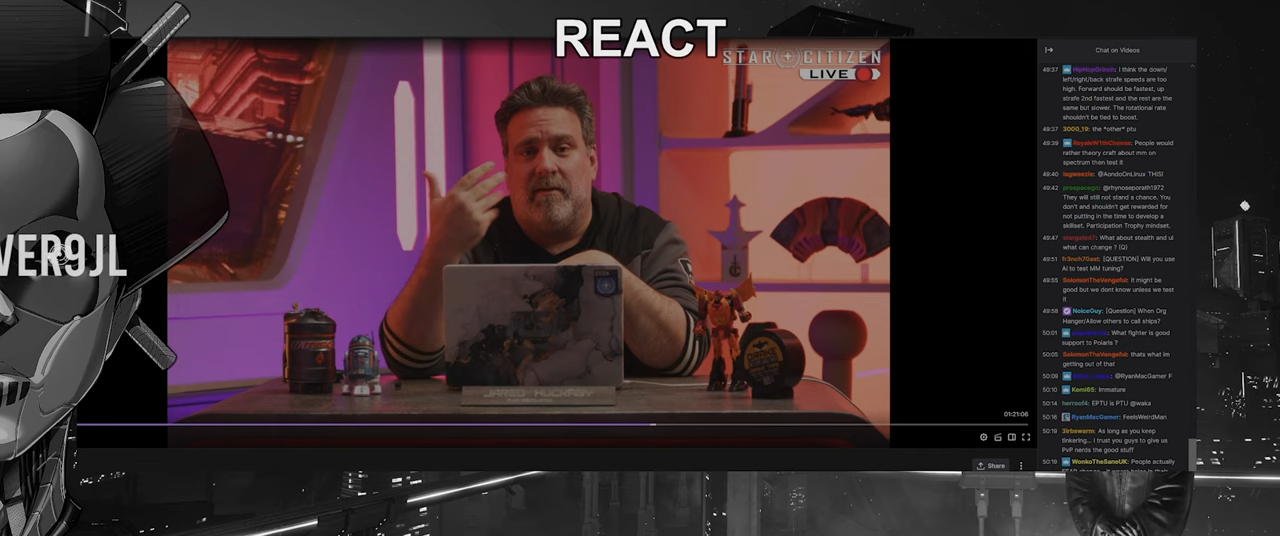 REACT
STAR CITIZEN
LIVE
VER9JL
JARED HUCKABY
01:21:06
Share
Chat on Videos
49:37 HipHopGrinch: I think the down/
left/right/back strafe speeds are too
high. Forward should be fastest, up
strafe 2nd fastest and the rest are the
same but slower. The rotational rate
shouldn't be tied to boost.
49:37 3000_19: the *other* ptu
49:39 RoyaleW1thCheese: People would
rather theory craft about mm on
spectrum then test it
49:40 lagweezle: @AondoOnLinux THIS!
49:42 prospacego: @rhynoseporath1972
They will still not stand a chance. You
don't and shouldn't get rewarded for
not putting in the time to develop a
skillset. Participation Trophy mindset.
49:47 What about stealth and ui
what can change ? (Q)
49:51 fr3nch7Gast: [QUESTION] Will you use
AI to test MM tuning?
49:55 SolomonTheVengeful: it might be
good but we dont know unless we test
it
49:58 NoiceGuy: [Question] When Org
Hanger/Allow others to call ships?
50:01 What fighter is good
support to Polaris ?
50:05 SolomonTheVengeful: thats what im
getting out of that
50:09 @RyanMacGamer F
50:10 Kemi65: Immature
50:14 herroof4: EPTU is PTU @waka
50:16 RyanMacGamer: FeelsWeirdMan
50:19 3irbswarm: As long as you keep
tinkering... I trust you guys to give us
PvP nerds the good stuff
50:19 WonkoTheSaneUK: People actually